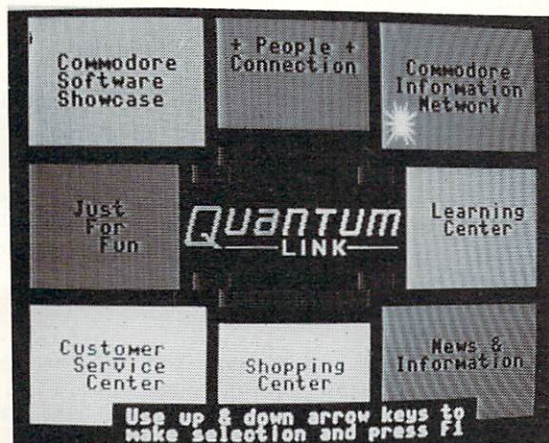 Commodore
Software
Showcase
+ People +
Connection
Commodore
Information
Network
Just
For
Fun
QUANTUM
LINK
Learning
Center
Customer
Service
Center
Shopping
Center
News &
Information
Use up & down arrow keys to
make selection and press F1